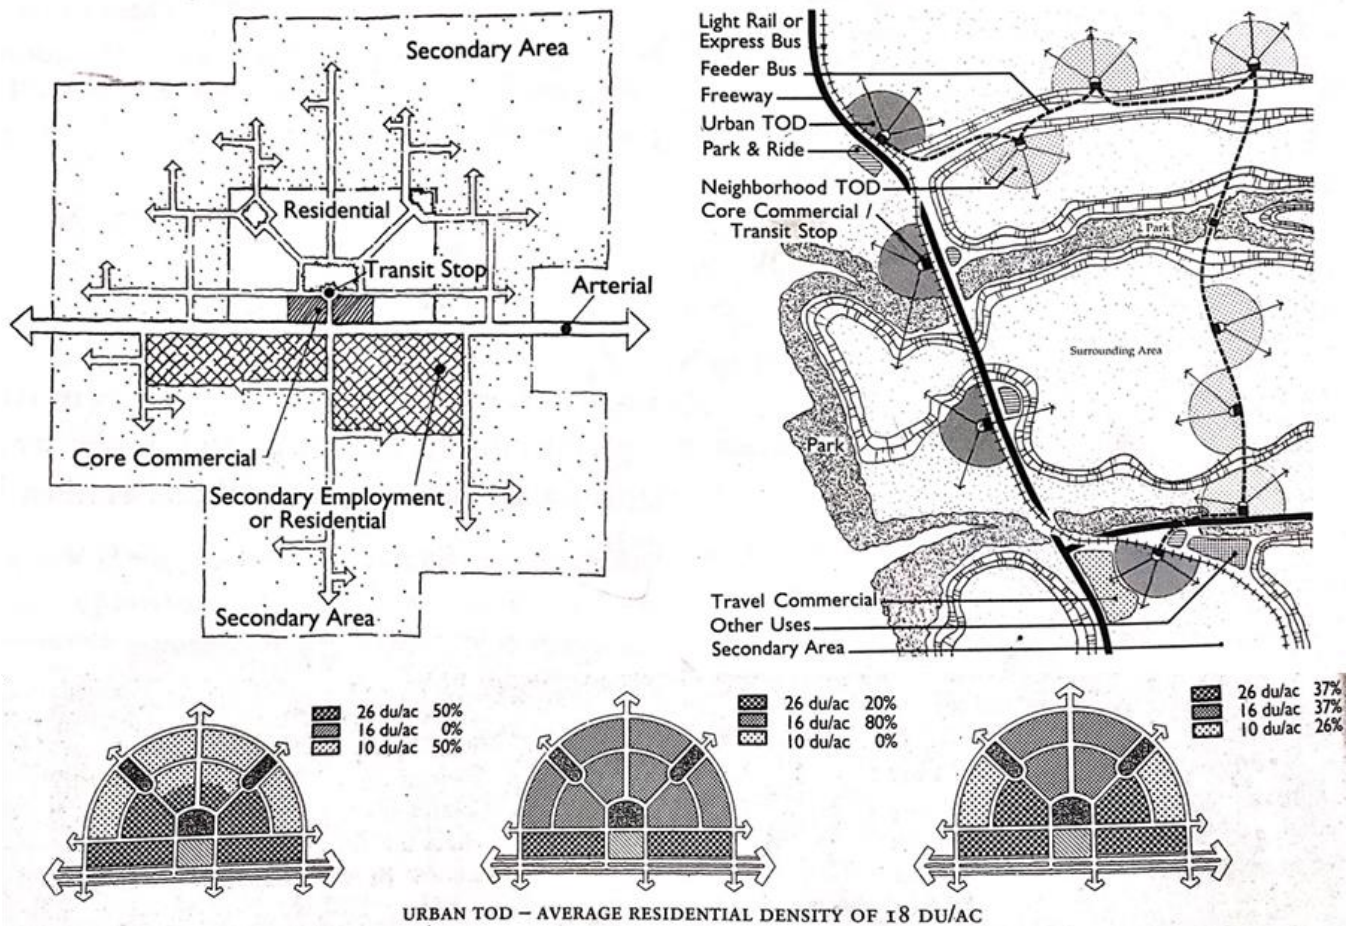 Secondary Area
Residential
Transit Stop
Arterial
Core Commercial
Secondary Employment
or Residential
Secondary Area
Light Rail or
Express Bus
Feeder Bus
Freeway
Urban TOD
Park & Ride
Neighborhood TOD
Core Commercial /
Transit Stop
Park
Surrounding Area
Park
Travel Commercial
Other Uses
Secondary Area
26 du/ac 50%
16 du/ac 0%
10 du/ac 50%
26 du/ac 20%
16 du/ac 80%
10 du/ac 0%
26 du/ac 37%
16 du/ac 37%
10 du/ac 26%
URBAN TOD – AVERAGE RESIDENTIAL DENSITY OF 18 DU/AC